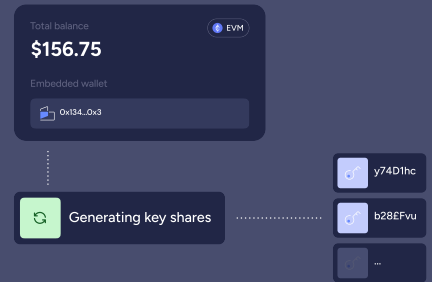 Total balance
EVM
$156.75
Embedded wallet
0x134...0x3
Generating key shares
y74D1hc
b28£Fvu
...